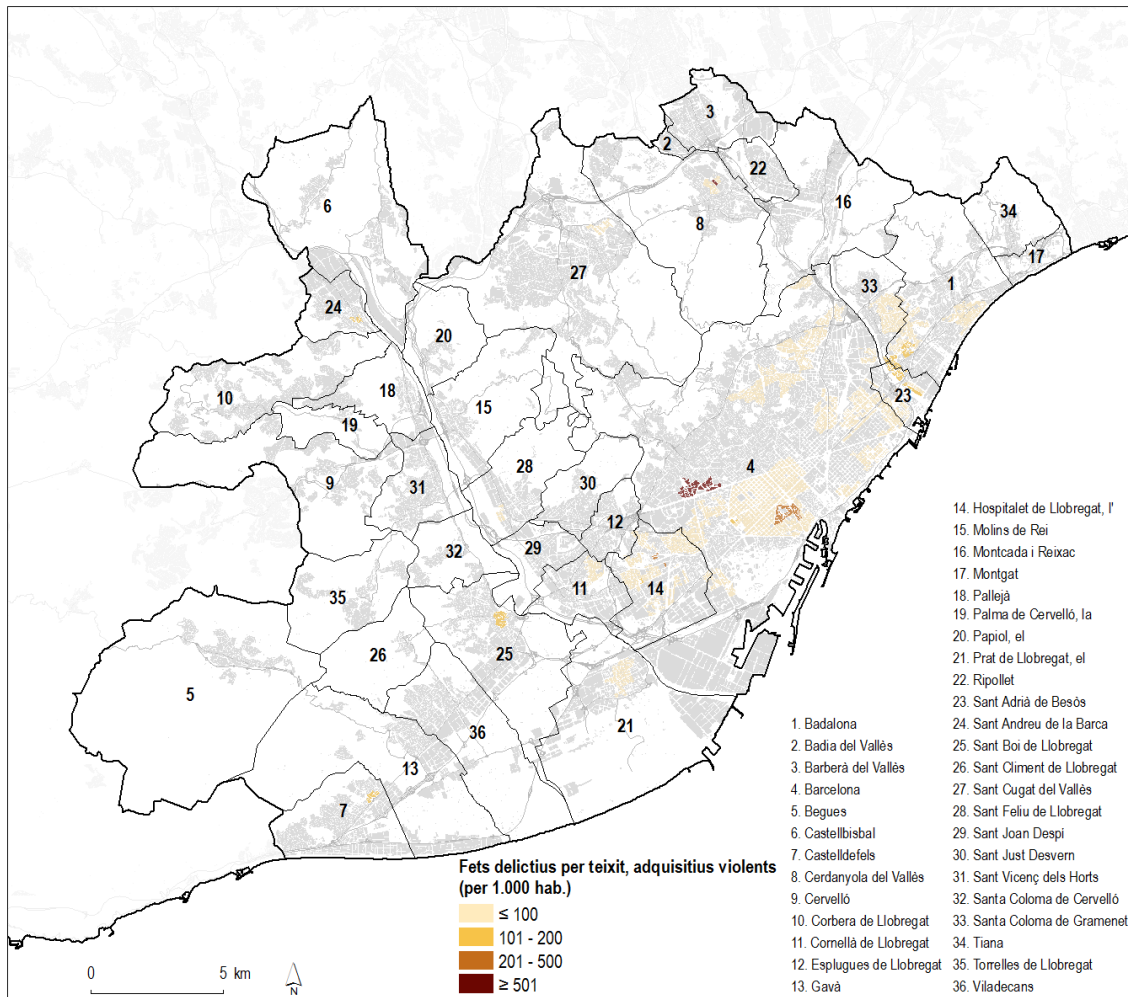 3
2
22
6
8
16
34
27
17
33
1
24
20
18
10
23
15
19
4
28
9
30
31
12
14. Hospitalet de Llobregat, l'
29
32
15. Molins de Rei
11
14
16. Montcada i Reixac
35
17. Montgat
18. Pallejà
19. Palma de Cervelló, la
26
25
20. Papiol, el
5
21. Prat de Llobregat, el
22. Ripollet
21
23. Sant Adrià de Besòs
36
1. Badalona
24. Sant Andreu de la Barca
2. Badia del Vallès
25. Sant Boi de Llobregat
13
3. Barberà del Vallès
26. Sant Climent de Llobregat
4. Barcelona
27. Sant Cugat del Vallès
7
5. Begues
28. Sant Feliu de Llobregat
6. Castellbisbal
29. Sant Joan Despí
7. Castelldefels
30. Sant Just Desvern
Fets delictius per teixit, adquisitius violents
(per 1.000 hab.)
8. Cerdanyola del Vallès
31. Sant Vicenç dels Horts
9. Cervelló
32. Santa Coloma de Cervelló
≤ 100
10. Corbera de Llobregat
33. Santa Coloma de Gramenet
101 - 200
11. Cornellà de Llobregat
34. Tiana
201 - 500
12. Esplugues de Llobregat
35. Torrelles de Llobregat
≥ 501
13. Gavà
36. Viladecans
0 5 km
N